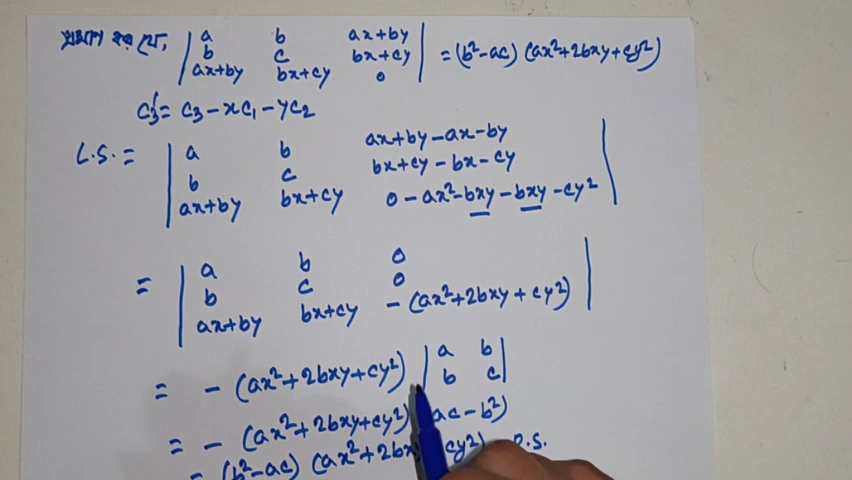 প্রমাণ কর যে, | a b ax+by |
| b c bx+cy | = (b²-ac) (ax²+2bxy+cy²)
| ax+by bx+cy 0 |
c₃′ = c₃ - xc₁ - yc₂
L.S. = | a b ax+by-ax-by |
| b c bx+cy-bx-cy |
| ax+by bx+cy 0-ax²-bxy-bxy-cy² |
= | a b 0 |
| b c 0 |
| ax+by bx+cy -(ax²+2bxy+cy²) |
= - (ax²+2bxy+cy²) | a b |
| b c |
= - (ax²+2bxy+cy²) (ac-b²)
= (b²-ac) (ax²+2bxy cy²) R.S.